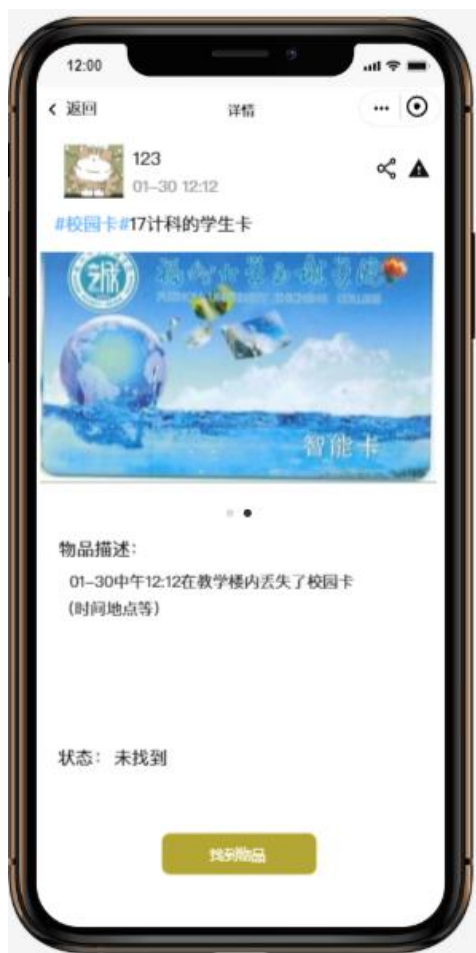 12:00
返回
详情
123
01-30 12:12
#校园卡#17计科的学生卡
智能卡
物品描述：
01-30中午12:12在教学楼内丢失了校园卡
（时间地点等）
状态： 未找到
找到物品